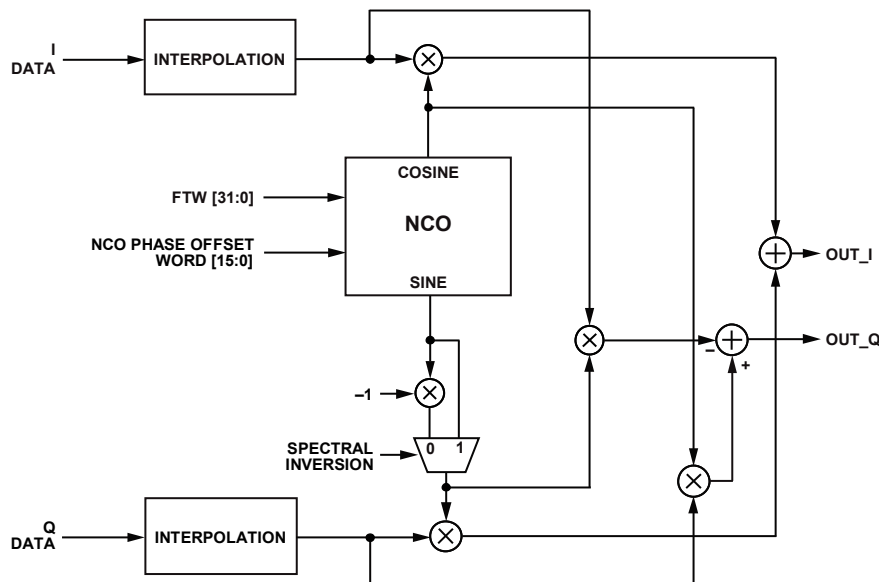 I
DATA
INTERPOLATION
COSINE
FTW [31:0]
NCO
NCO PHASE OFFSET
WORD [15:0]
SINE
OUT_I
OUT_Q
–
+
–1
0 1
SPECTRAL
INVERSION
Q
DATA
INTERPOLATION